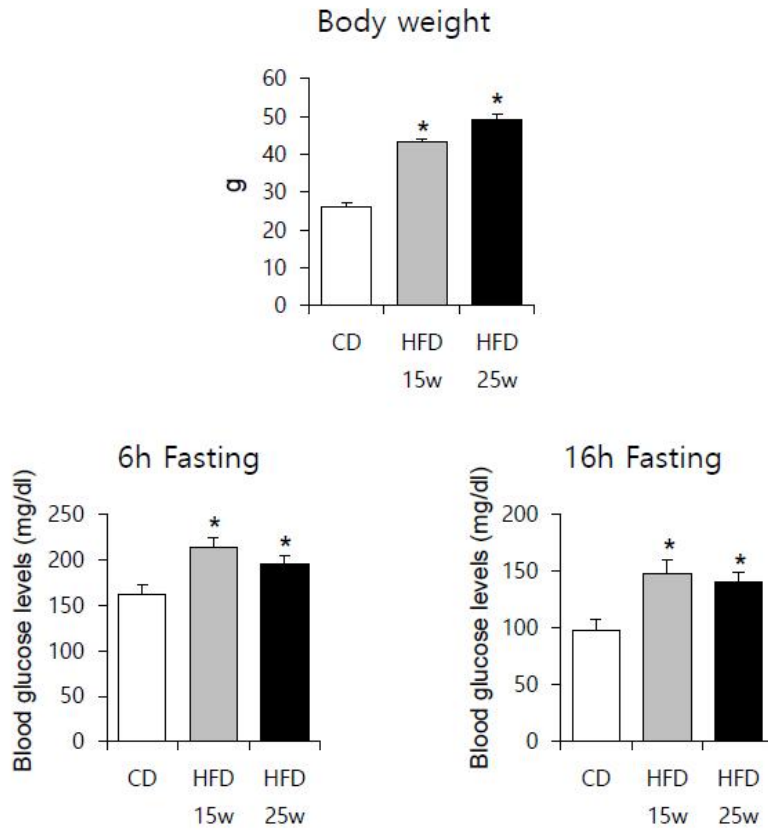 Body weight
60
50
40
30
20
10
0
g
*
*
CD HFD HFD
15w 25w
6h Fasting
Blood glucose levels (mg/dl)
250
200
150
100
50
0
*
*
CD HFD HFD
15w 25w
16h Fasting
Blood glucose levels (mg/dl)
200
150
100
50
0
*
*
CD HFD HFD
15w 25w